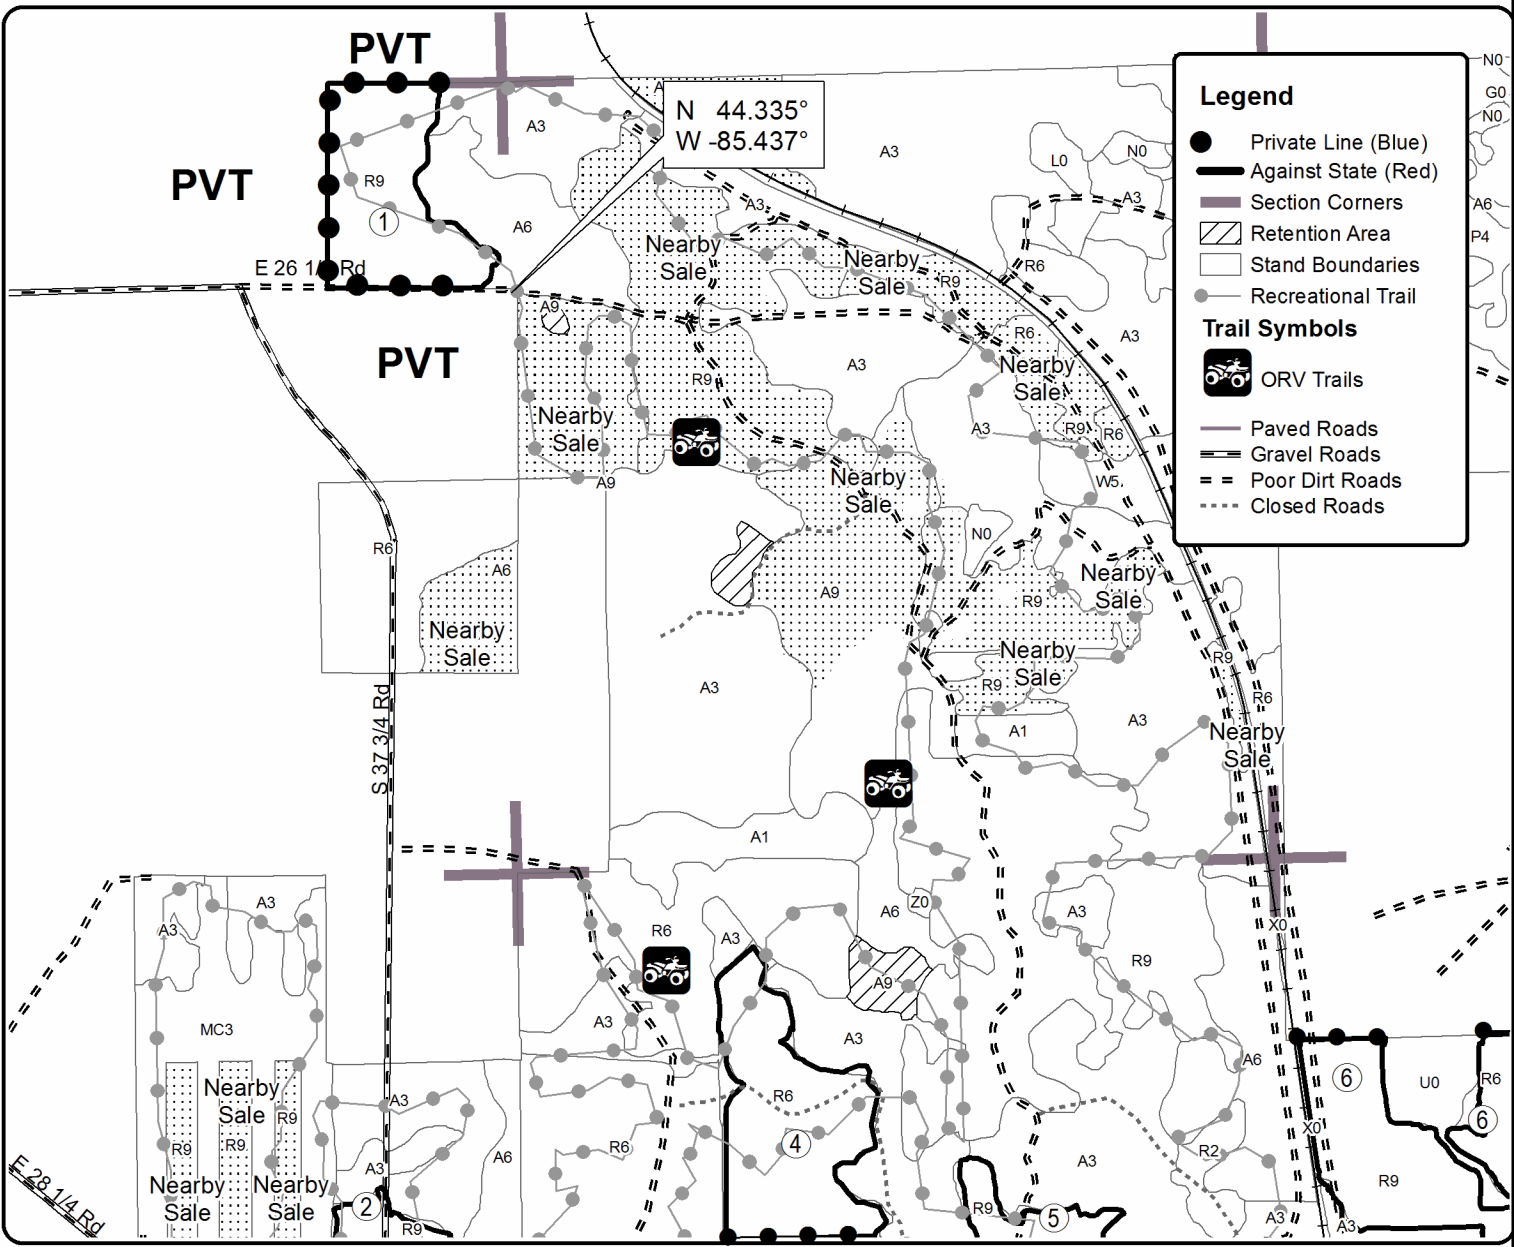 PVT
N 44.335°
W -85.437°
A3
A3
R9
PVT
1
A6
E 26 1/ Rd
PVT
A9
Nearby
Sale
A3
Nearby
Sale
R9
L0
N0
A3
R6
N0
G0
N0
A6
P4
Legend
Private Line (Blue)
Against State (Red)
Section Corners
Retention Area
Stand Boundaries
Recreational Trail
Trail Symbols
ORV Trails
Paved Roads
Gravel Roads
Poor Dirt Roads
Closed Roads
R6
A3
A3
R9
Nearby
Sale
Nearby
Sale
A3
R9
R6
W5
A9
Nearby
Sale
R6
A6
Nearby
Sale
N0
A9
R9
Nearby
Sale
Nearby
Sale
R9
R9
R6
A3
A1
A3
Nearby
Sale
S 37 3/4 Rd
A1
A3
A3
R6
A3
A6
Z0
A3
X0
A9
R9
MC3
A3
A3
A6
6
U0
R6
6
Nearby
Sale
R9
A3
R6
R9
R9
A3
A6
R6
4
X0
R2
A3
R9
Nearby
Sale
Nearby
Sale
2
R9
R9
5
A3
A3
E 28 1/4 Rd